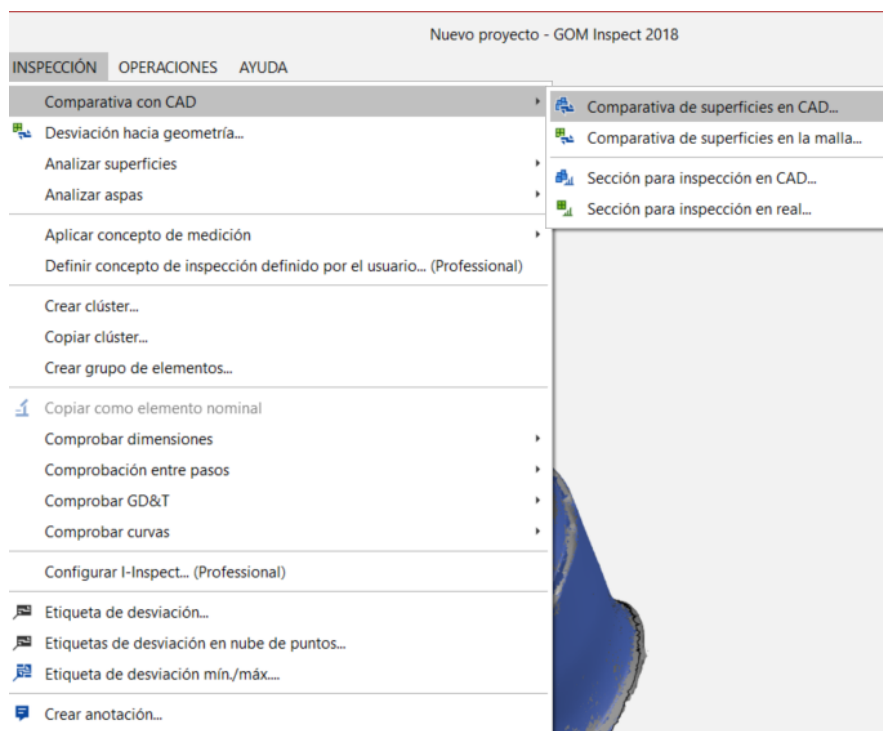 Nuevo proyecto - GOM Inspect 2018
INSPECCIÓN OPERACIONES AYUDA
Comparativa con CAD
Desviación hacia geometría...
Analizar superficies
Analizar aspas
Aplicar concepto de medición
Definir concepto de inspección definido por el usuario... (Professional)
Crear clúster...
Copiar clúster...
Crear grupo de elementos...
Copiar como elemento nominal
Comprobar dimensiones
Comprobación entre pasos
Comprobar GD&T
Comprobar curvas
Configurar I-Inspect... (Professional)
Etiqueta de desviación...
Etiquetas de desviación en nube de puntos...
Etiqueta de desviación mín./máx....
Crear anotación...
Comparativa de superficies en CAD...
Comparativa de superficies en la malla...
Sección para inspección en CAD...
Sección para inspección en real...